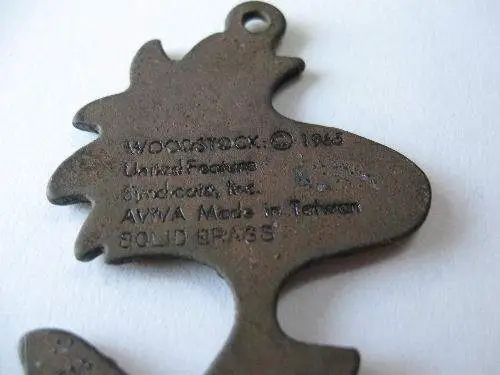 WOODSTOCK: © 1965
United Feature
Syndicate, Inc.
AVIVA Made in Taiwan
SOLID BRASS